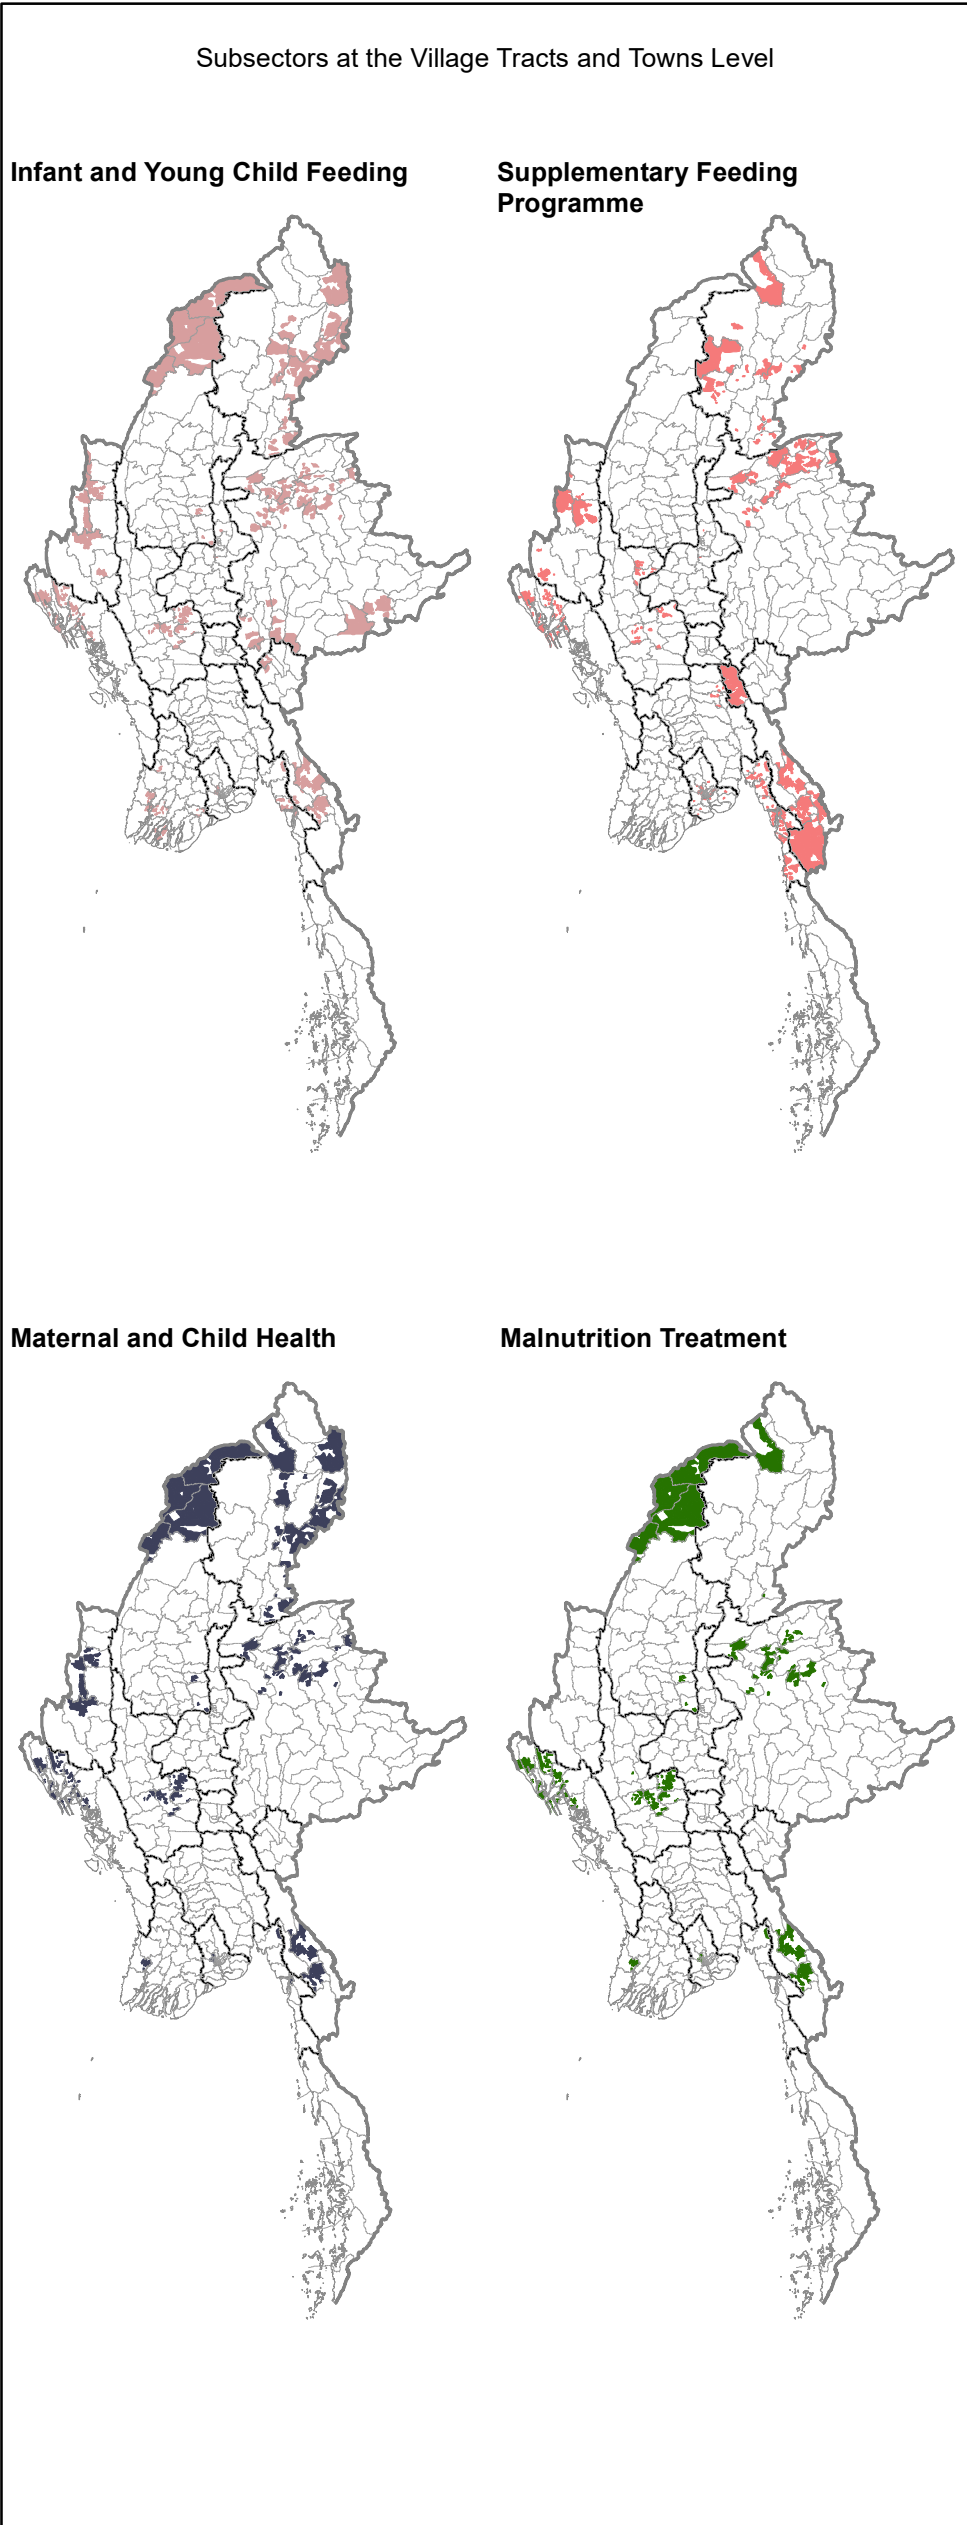 Subsectors at the Village Tracts and Towns Level
Infant and Young Child Feeding
Supplementary Feeding
Programme
Maternal and Child Health
Malnutrition Treatment